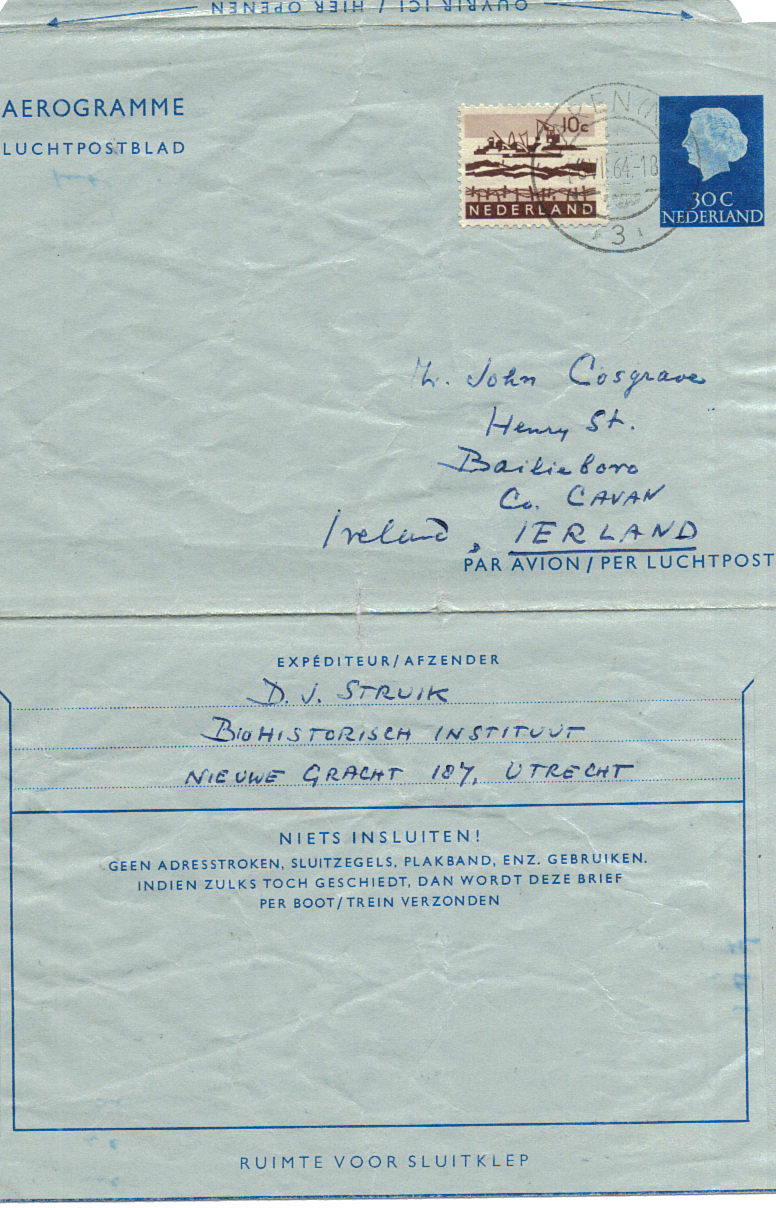 OUVRIR ICI / HIER OPENEN
AEROGRAMME
LUCHTPOSTBLAD
10c
NEDERLAND
64.-18
3
30 C
NEDERLAND
Mr. John Cosgrave
Henry St.
Bailieboro
Co. CAVAN
Ireland, IERLAND
PAR AVION / PER LUCHTPOST
EXPÉDITEUR/AFZENDER
D. J. STRUIK
BIOHISTORISCH INSTITUUT
NIEUWE GRACHT 187, UTRECHT
NIETS INSLUITEN!
GEEN ADRESSTROKEN, SLUITZEGELS, PLAKBAND, ENZ. GEBRUIKEN.
INDIEN ZULKS TOCH GESCHIEDT, DAN WORDT DEZE BRIEF
PER BOOT/TREIN VERZONDEN
RUIMTE VOOR SLUITKLEP